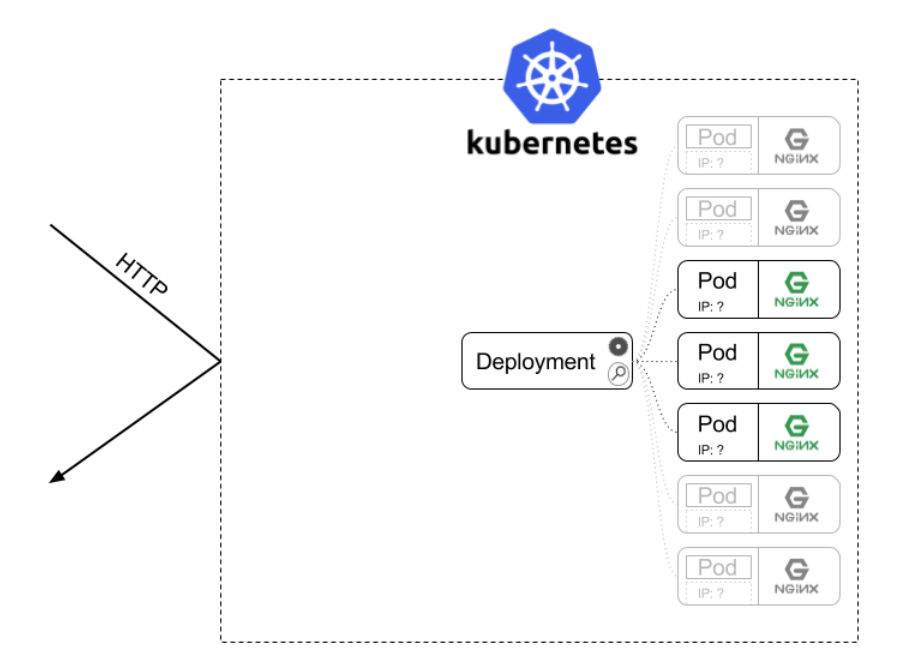 kubernetes
Pod
IP: ?
NGINX
Pod
IP: ?
NGINX
HTTP
Pod
IP: ?
NGINX
Deployment
Pod
IP: ?
NGINX
Pod
IP: ?
NGINX
Pod
IP: ?
NGINX
Pod
IP: ?
NGINX